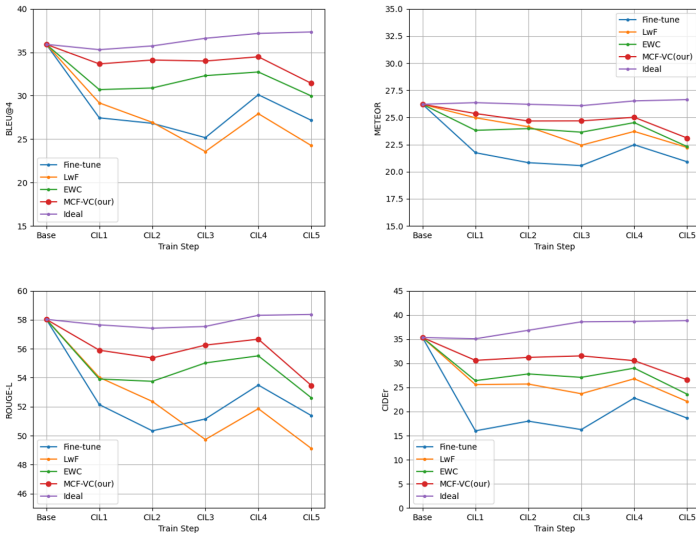 40
35
30
25
20
15
BLEU@4
Fine-tune
LwF
EWC
MCF-VC(our)
Ideal
Base CIL1 CIL2 CIL3 CIL4 CIL5
Train Step
35.0
32.5
30.0
27.5
25.0
22.5
20.0
17.5
15.0
METEOR
Fine-tune
LwF
EWC
MCF-VC(our)
Ideal
Base CIL1 CIL2 CIL3 CIL4 CIL5
Train Step
60
58
56
54
52
50
48
46
ROUGE-L
Fine-tune
LwF
EWC
MCF-VC(our)
Ideal
Base CIL1 CIL2 CIL3 CIL4 CIL5
Train Step
45
40
35
30
25
20
15
10
5
0
CIDEr
Fine-tune
LwF
EWC
MCF-VC(our)
Ideal
Base CIL1 CIL2 CIL3 CIL4 CIL5
Train Step